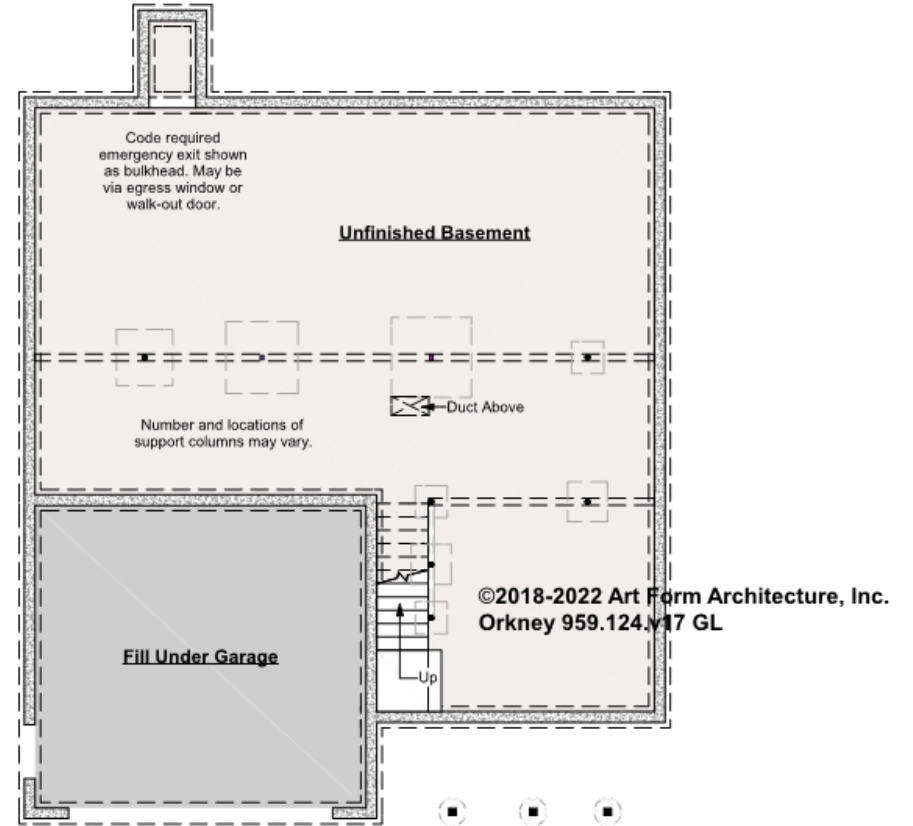 Code required
emergency exit shown
as bulkhead. May be
via egress window or
walk-out door.
Unfinished Basement
Duct Above
Number and locations of
support columns may vary.
©2018-2022 Art Form Architecture, Inc.
Orkney 959.124.v17 GL
Fill Under Garage
Up